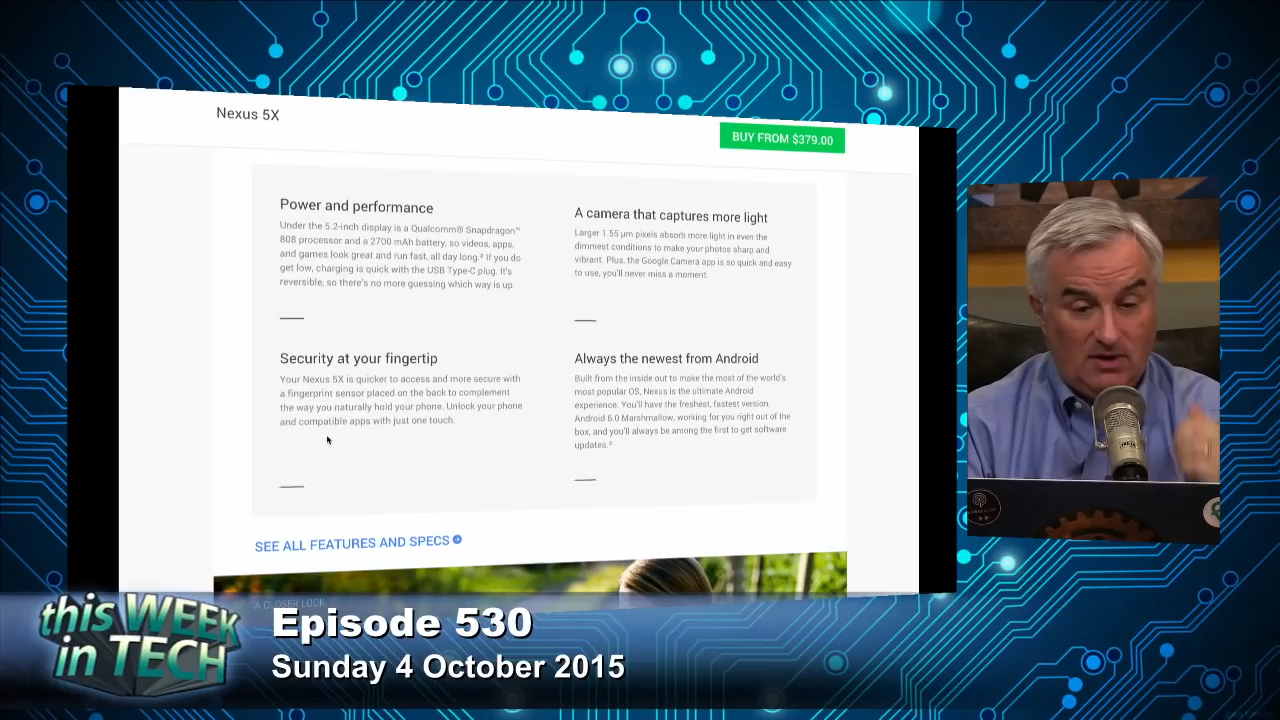 Nexus 5X
BUY FROM $379.00
Power and performance
Under the 5.2-inch display is a Qualcomm® Snapdragon™
808 processor and a 2700 mAh battery, so videos, apps,
and games look great and run fast, all day long.² If you do
get low, charging is quick with the USB Type-C plug. It's
reversible, so there's no more guessing which way is up.
A camera that captures more light
Larger 1.55 µm pixels absorb more light in even the
dimmest conditions to make your photos sharp and
vibrant. Plus, the Google Camera app is so quick and easy
to use, you'll never miss a moment.
Security at your fingertip
Your Nexus 5X is quicker to access and more secure with
a fingerprint sensor placed on the back to complement
the way you naturally hold your phone. Unlock your phone
and compatible apps with just one touch.
Always the newest from Android
Built from the inside out to make the most of the world's
most popular OS, Nexus is the ultimate Android
experience. You'll have the freshest, fastest version,
Android 6.0 Marshmallow, working for you right out of the
box, and you'll always be among the first to get software
updates.³
SEE ALL FEATURES AND SPECS
A CLOSER LOOK
this WEEK
in TECH
Episode 530
Sunday 4 October 2015